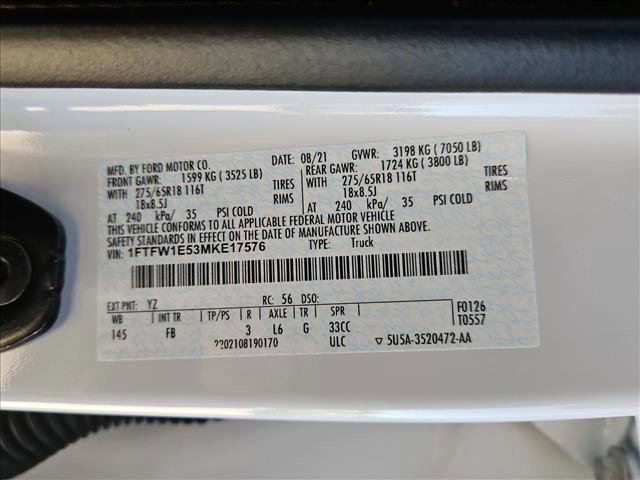 MFD. BY FORD MOTOR CO.
DATE: 08/21 GVWR: 3198 KG ( 7050 LB)
FRONT GAWR: 1599 KG ( 3525 LB)
REAR GAWR: 1724 KG ( 3800 LB)
WITH 275/65R18 116T TIRES
18x8.5J RIMS
AT 240 kPa/ 35 PSI COLD
WITH 275/65R18 116T TIRES
18x8.5J RIMS
AT 240 kPa/ 35 PSI COLD
THIS VEHICLE CONFORMS TO ALL APPLICABLE FEDERAL MOTOR VEHICLE
SAFETY STANDARDS IN EFFECT ON THE DATE OF MANUFACTURE SHOWN ABOVE.
VIN: 1FTFW1E53MKE17576 TYPE: Truck
EXT PNT: YZ RC: 56 DSO:
WB INT TR TP/PS R AXLE TR SPR
145 FB 3 L6 G 33CC
2202108190170 ULC
F0126
T0557
▽ 5U5A-3520472-AA